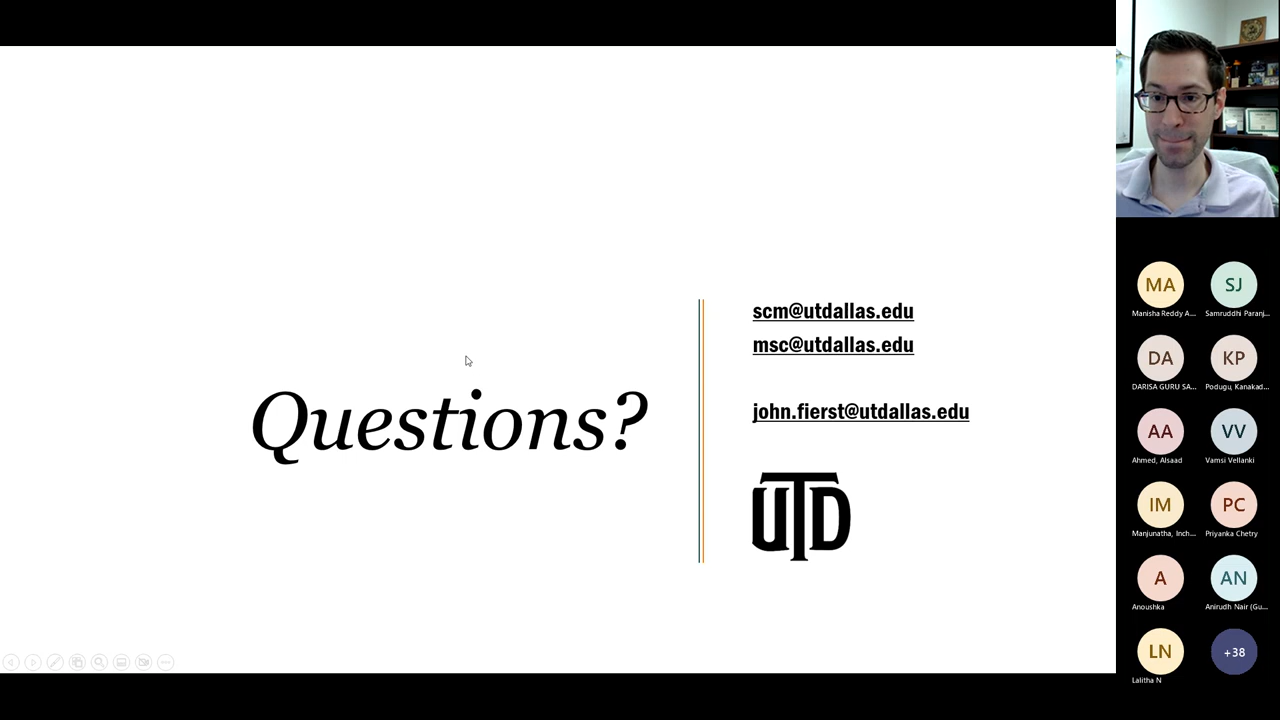 Questions?
scm@utdallas.edu
msc@utdallas.edu
john.fierst@utdallas.edu
UTD
MA
Manisha Reddy A...
SJ
Samruddhi Paranj...
DA
DARISA GURU SA...
KP
Podugu, Kanakad...
AA
Ahmed, Alsaad
VV
Vamsi Vellanki
IM
Manjunatha, Inch...
PC
Priyanka Chetry
A
Anoushka
AN
Anirudh Nair (Gu...
LN
Lalitha N
+38